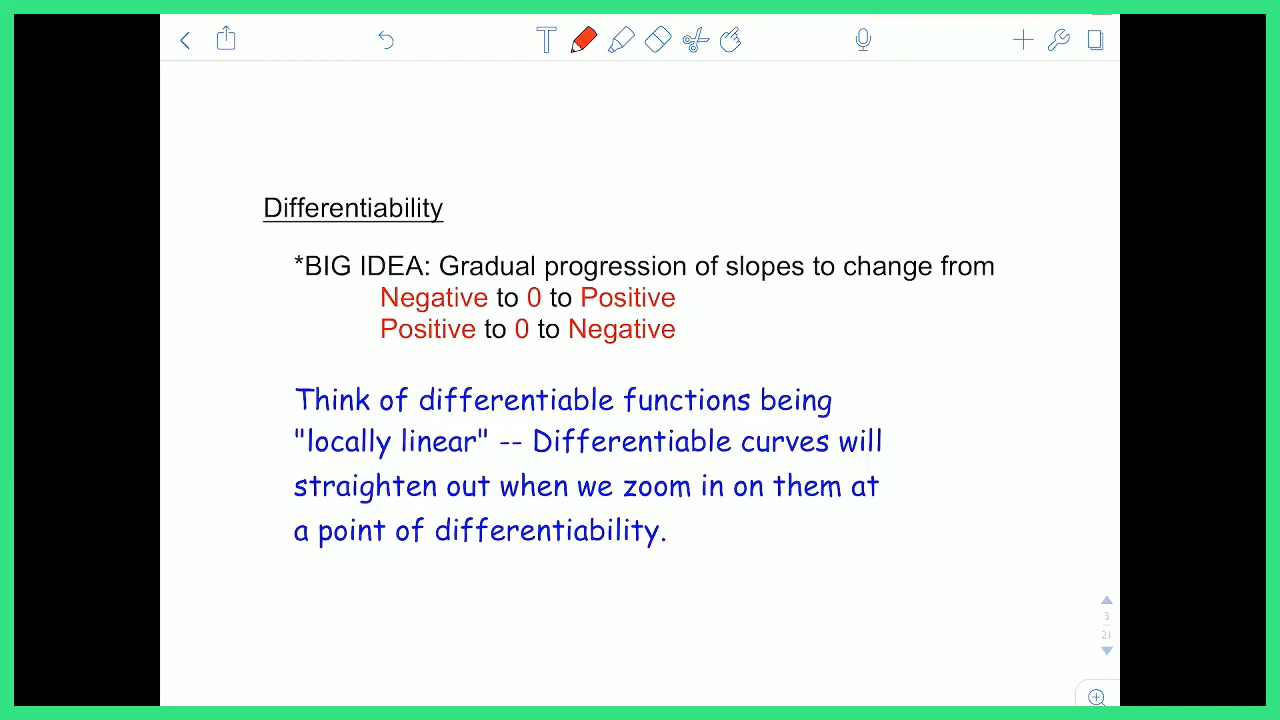 T
Differentiability
*BIG IDEA: Gradual progression of slopes to change from
Negative to 0 to Positive
Positive to 0 to Negative
Think of differentiable functions being
"locally linear" -- Differentiable curves will
straighten out when we zoom in on them at
a point of differentiability.
3
21